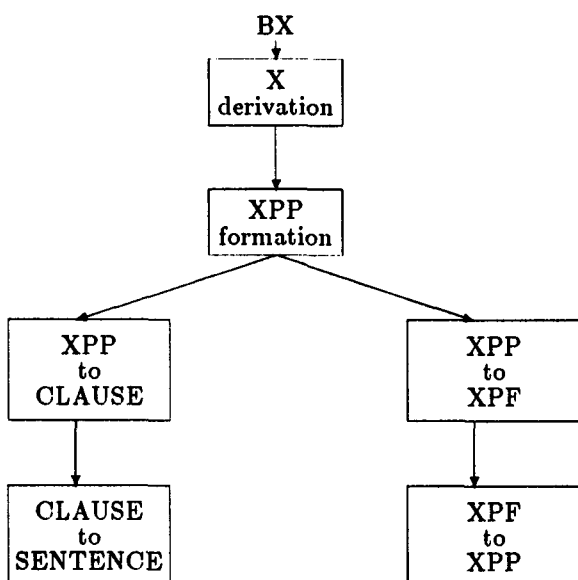 BX
X
derivation
XPP
formation
XPP
to
CLAUSE
XPP
to
XPF
CLAUSE
to
SENTENCE
XPF
to
XPP